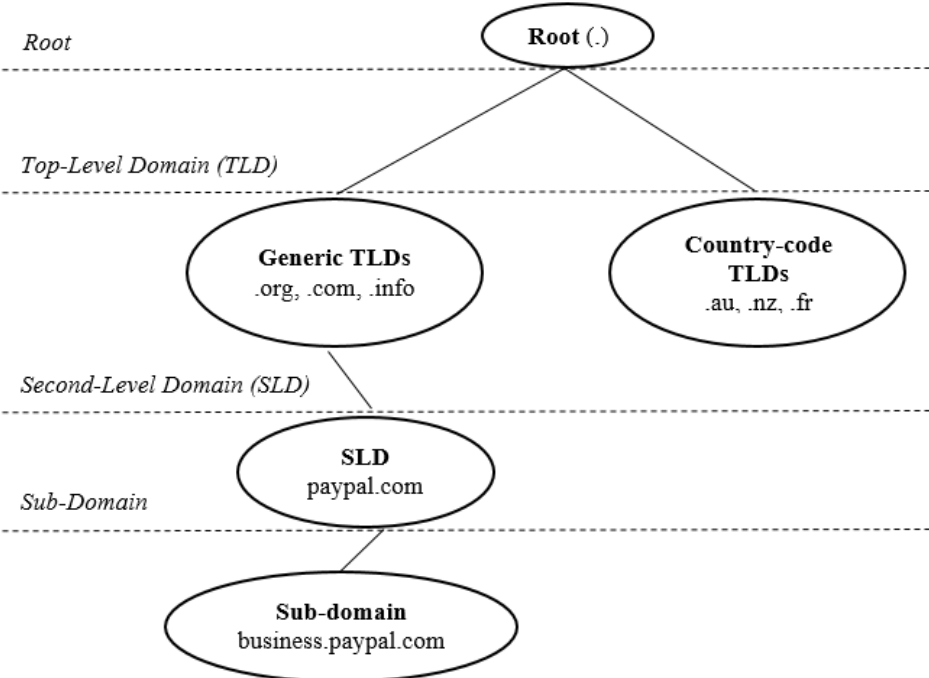 Root
Root (.)
Top-Level Domain (TLD)
Generic TLDs
.org, .com, .info
Country-code
TLDs
.au, .nz, .fr
Second-Level Domain (SLD)
SLD
paypal.com
Sub-Domain
Sub-domain
business.paypal.com